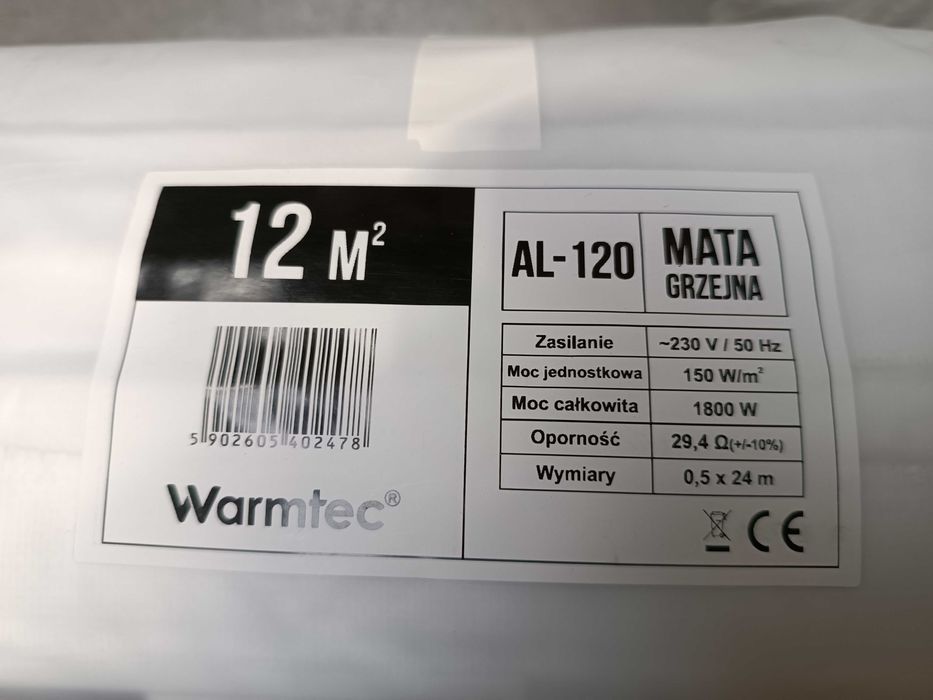 12 M²
5 902605 402478
Warmtec®
AL-120
MATA
GRZEJNA
Zasilanie ~230 V / 50 Hz
Moc jednostkowa 150 W/m²
Moc całkowita 1800 W
Oporność 29,4 Ω(+/-10%)
Wymiary 0,5 x 24 m
CE